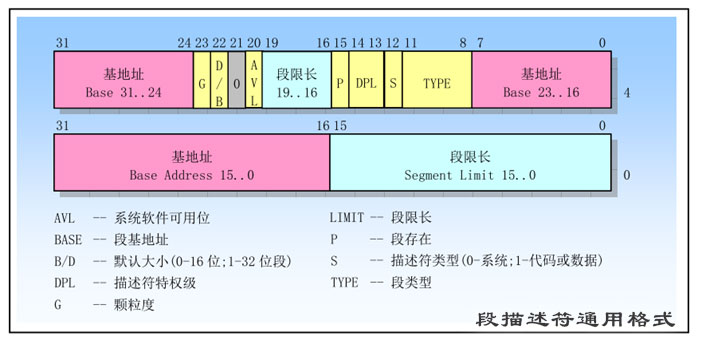 31 24 23 22 21 20 19 16 15 14 13 12 11 8 7 0
基地址 Base 31..24 G D/B 0 AVL 段限长 19..16 P DPL S TYPE 基地址 Base 23..16 4
31 16 15 0
基地址 段限长
Base Address 15..0 Segment Limit 15..0 0
AVL -- 系统软件可用位 LIMIT -- 段限长
BASE -- 段基地址 P -- 段存在
B/D -- 默认大小(0-16位;1-32位段) S -- 描述符类型(0-系统;1-代码或数据)
DPL -- 描述符特权级 TYPE -- 段类型
G -- 颗粒度
段描述符通用格式